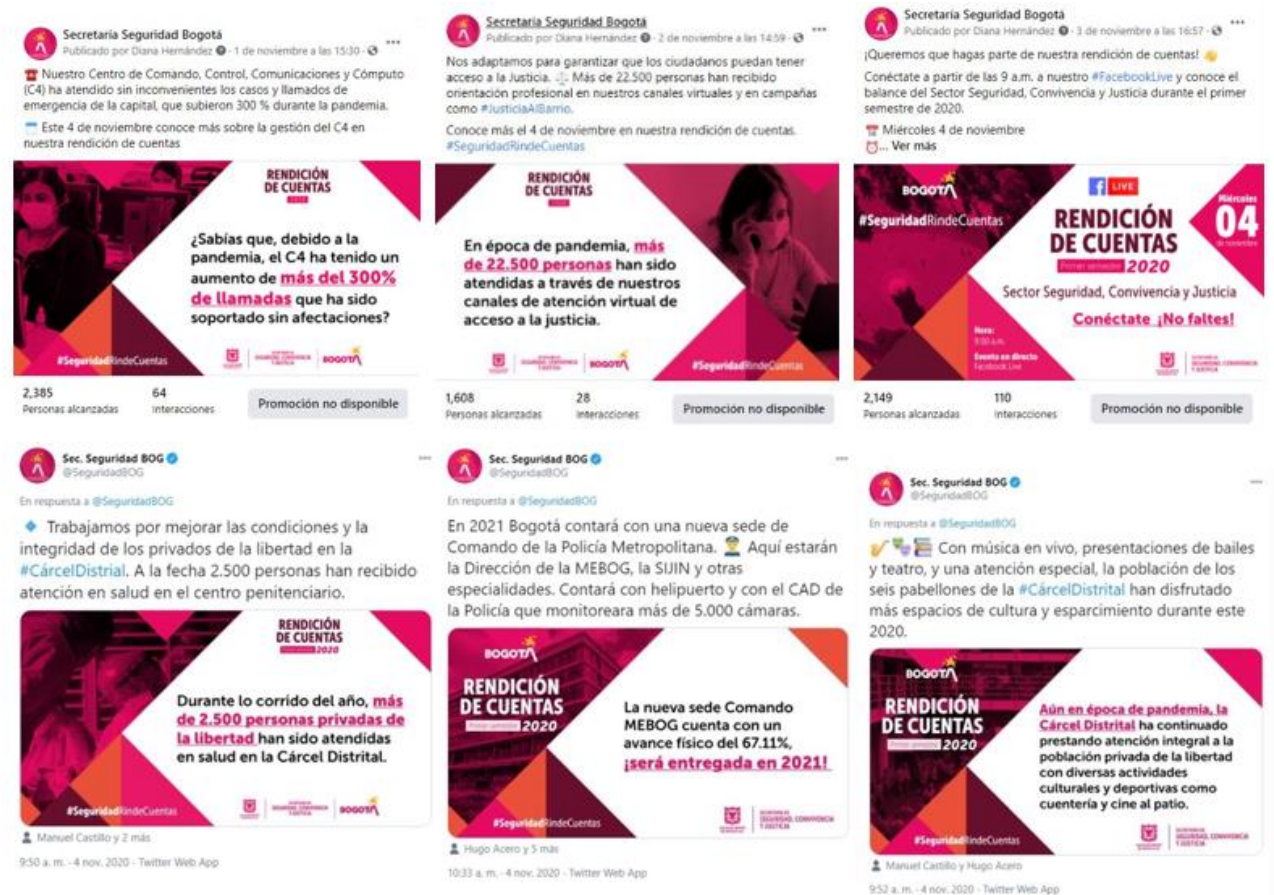 Secretaría Seguridad Bogotá
Publicado por Diana Hernández · 1 de noviembre a las 15:30 ·
Nuestro Centro de Comando, Control, Comunicaciones y Cómputo
(C4) ha atendido sin inconvenientes los casos y llamados de
emergencia de la capital, que subieron 300 % durante la pandemia.
Este 4 de noviembre conoce más sobre la gestión del C4 en
nuestra rendición de cuentas
RENDICIÓN
DE CUENTAS
¿Sabías que, debido a la
pandemia, el C4 ha tenido un
aumento de más del 300%
de llamadas que ha sido
soportado sin afectaciones?
#SeguridadRindeCuentas
BOGOTÁ
2,385
Personas alcanzadas
64
Interacciones
Promoción no disponible
Secretaría Seguridad Bogotá
Publicado por Diana Hernández · 2 de noviembre a las 14:59 ·
Nos adaptamos para garantizar que los ciudadanos puedan tener
acceso a la Justicia. Más de 22.500 personas han recibido
orientación profesional en nuestros canales virtuales y en campañas
como #JusticiaAlBarrio.
Conoce más el 4 de noviembre en nuestra rendición de cuentas.
#SeguridadRindeCuentas
RENDICIÓN
DE CUENTAS
En época de pandemia, más
de 22.500 personas han sido
atendidas a través de nuestros
canales de atención virtual de
acceso a la justicia.
BOGOTÁ
#SeguridadRindeCuentas
1,608
Personas alcanzadas
28
Interacciones
Promoción no disponible
Secretaría Seguridad Bogotá
Publicado por Diana Hernández · 3 de noviembre a las 16:57 ·
¡Queremos que hagas parte de nuestra rendición de cuentas!
Conéctate a partir de las 9 a.m. a nuestro #FacebookLive y conoce el
balance del Sector Seguridad, Convivencia y Justicia durante el primer
semestre de 2020.
Miércoles 4 de noviembre
... Ver más
BOGOTÁ
#SeguridadRindeCuentas
f LIVE
RENDICIÓN
DE CUENTAS
Primer semestre 2020
Miércoles
04
de noviembre
Sector Seguridad, Convivencia y Justicia
Conéctate ¡No faltes!
Hora:
9:00 a.m.
Evento en directo
Facebook Live
SEGURIDAD, CONVIVENCIA
Y JUSTICIA
2,149
Personas alcanzadas
110
Interacciones
Promoción no disponible
Sec. Seguridad BOG
@SeguridadBOG
En respuesta a @SeguridadBOG
Trabajamos por mejorar las condiciones y la
integridad de los privados de la libertad en la
#CárcelDistrial. A la fecha 2.500 personas han recibido
atención en salud en el centro penitenciario.
RENDICIÓN
DE CUENTAS
2020
Durante lo corrido del año, más
de 2.500 personas privadas de
la libertad han sido atendidas
en salud en la Cárcel Distrital.
#SeguridadRindeCuentas
BOGOTÁ
Manuel Castillo y 2 más
9:50 a. m. · 4 nov. 2020 · Twitter Web App
Sec. Seguridad BOG
@SeguridadBOG
En respuesta a @SeguridadBOG
En 2021 Bogotá contará con una nueva sede de
Comando de la Policía Metropolitana. Aquí estarán
la Dirección de la MEBOG, la SIJIN y otras
especialidades. Contará con helipuerto y con el CAD de
la Policía que monitoreara más de 5.000 cámaras.
BOGOTÁ
RENDICIÓN
DE CUENTAS
Primer semestre 2020
La nueva sede Comando
MEBOG cuenta con un
avance físico del 67.11%,
¡será entregada en 2021!
#SeguridadRindeCuentas
SEGURIDAD, CONVIVENCIA
Y JUSTICIA
Hugo Acero y 5 más
10:33 a. m. · 4 nov. 2020 · Twitter Web App
Sec. Seguridad BOG
@SeguridadBOG
En respuesta a @SeguridadBOG
Con música en vivo, presentaciones de bailes
y teatro, y una atención especial, la población de los
seis pabellones de la #CárcelDistrital han disfrutado
más espacios de cultura y esparcimiento durante este
2020.
BOGOTÁ
RENDICIÓN
DE CUENTAS
Primer semestre 2020
Aún en época de pandemia, la
Cárcel Distrital ha continuado
prestando atención integral a la
población privada de la libertad
con diversas actividades
culturales y deportivas como
cuentería y cine al patio.
#SeguridadRindeCuentas
SEGURIDAD, CONVIVENCIA
Y JUSTICIA
Manuel Castillo y Hugo Acero
9:52 a. m. · 4 nov. 2020 · Twitter Web App